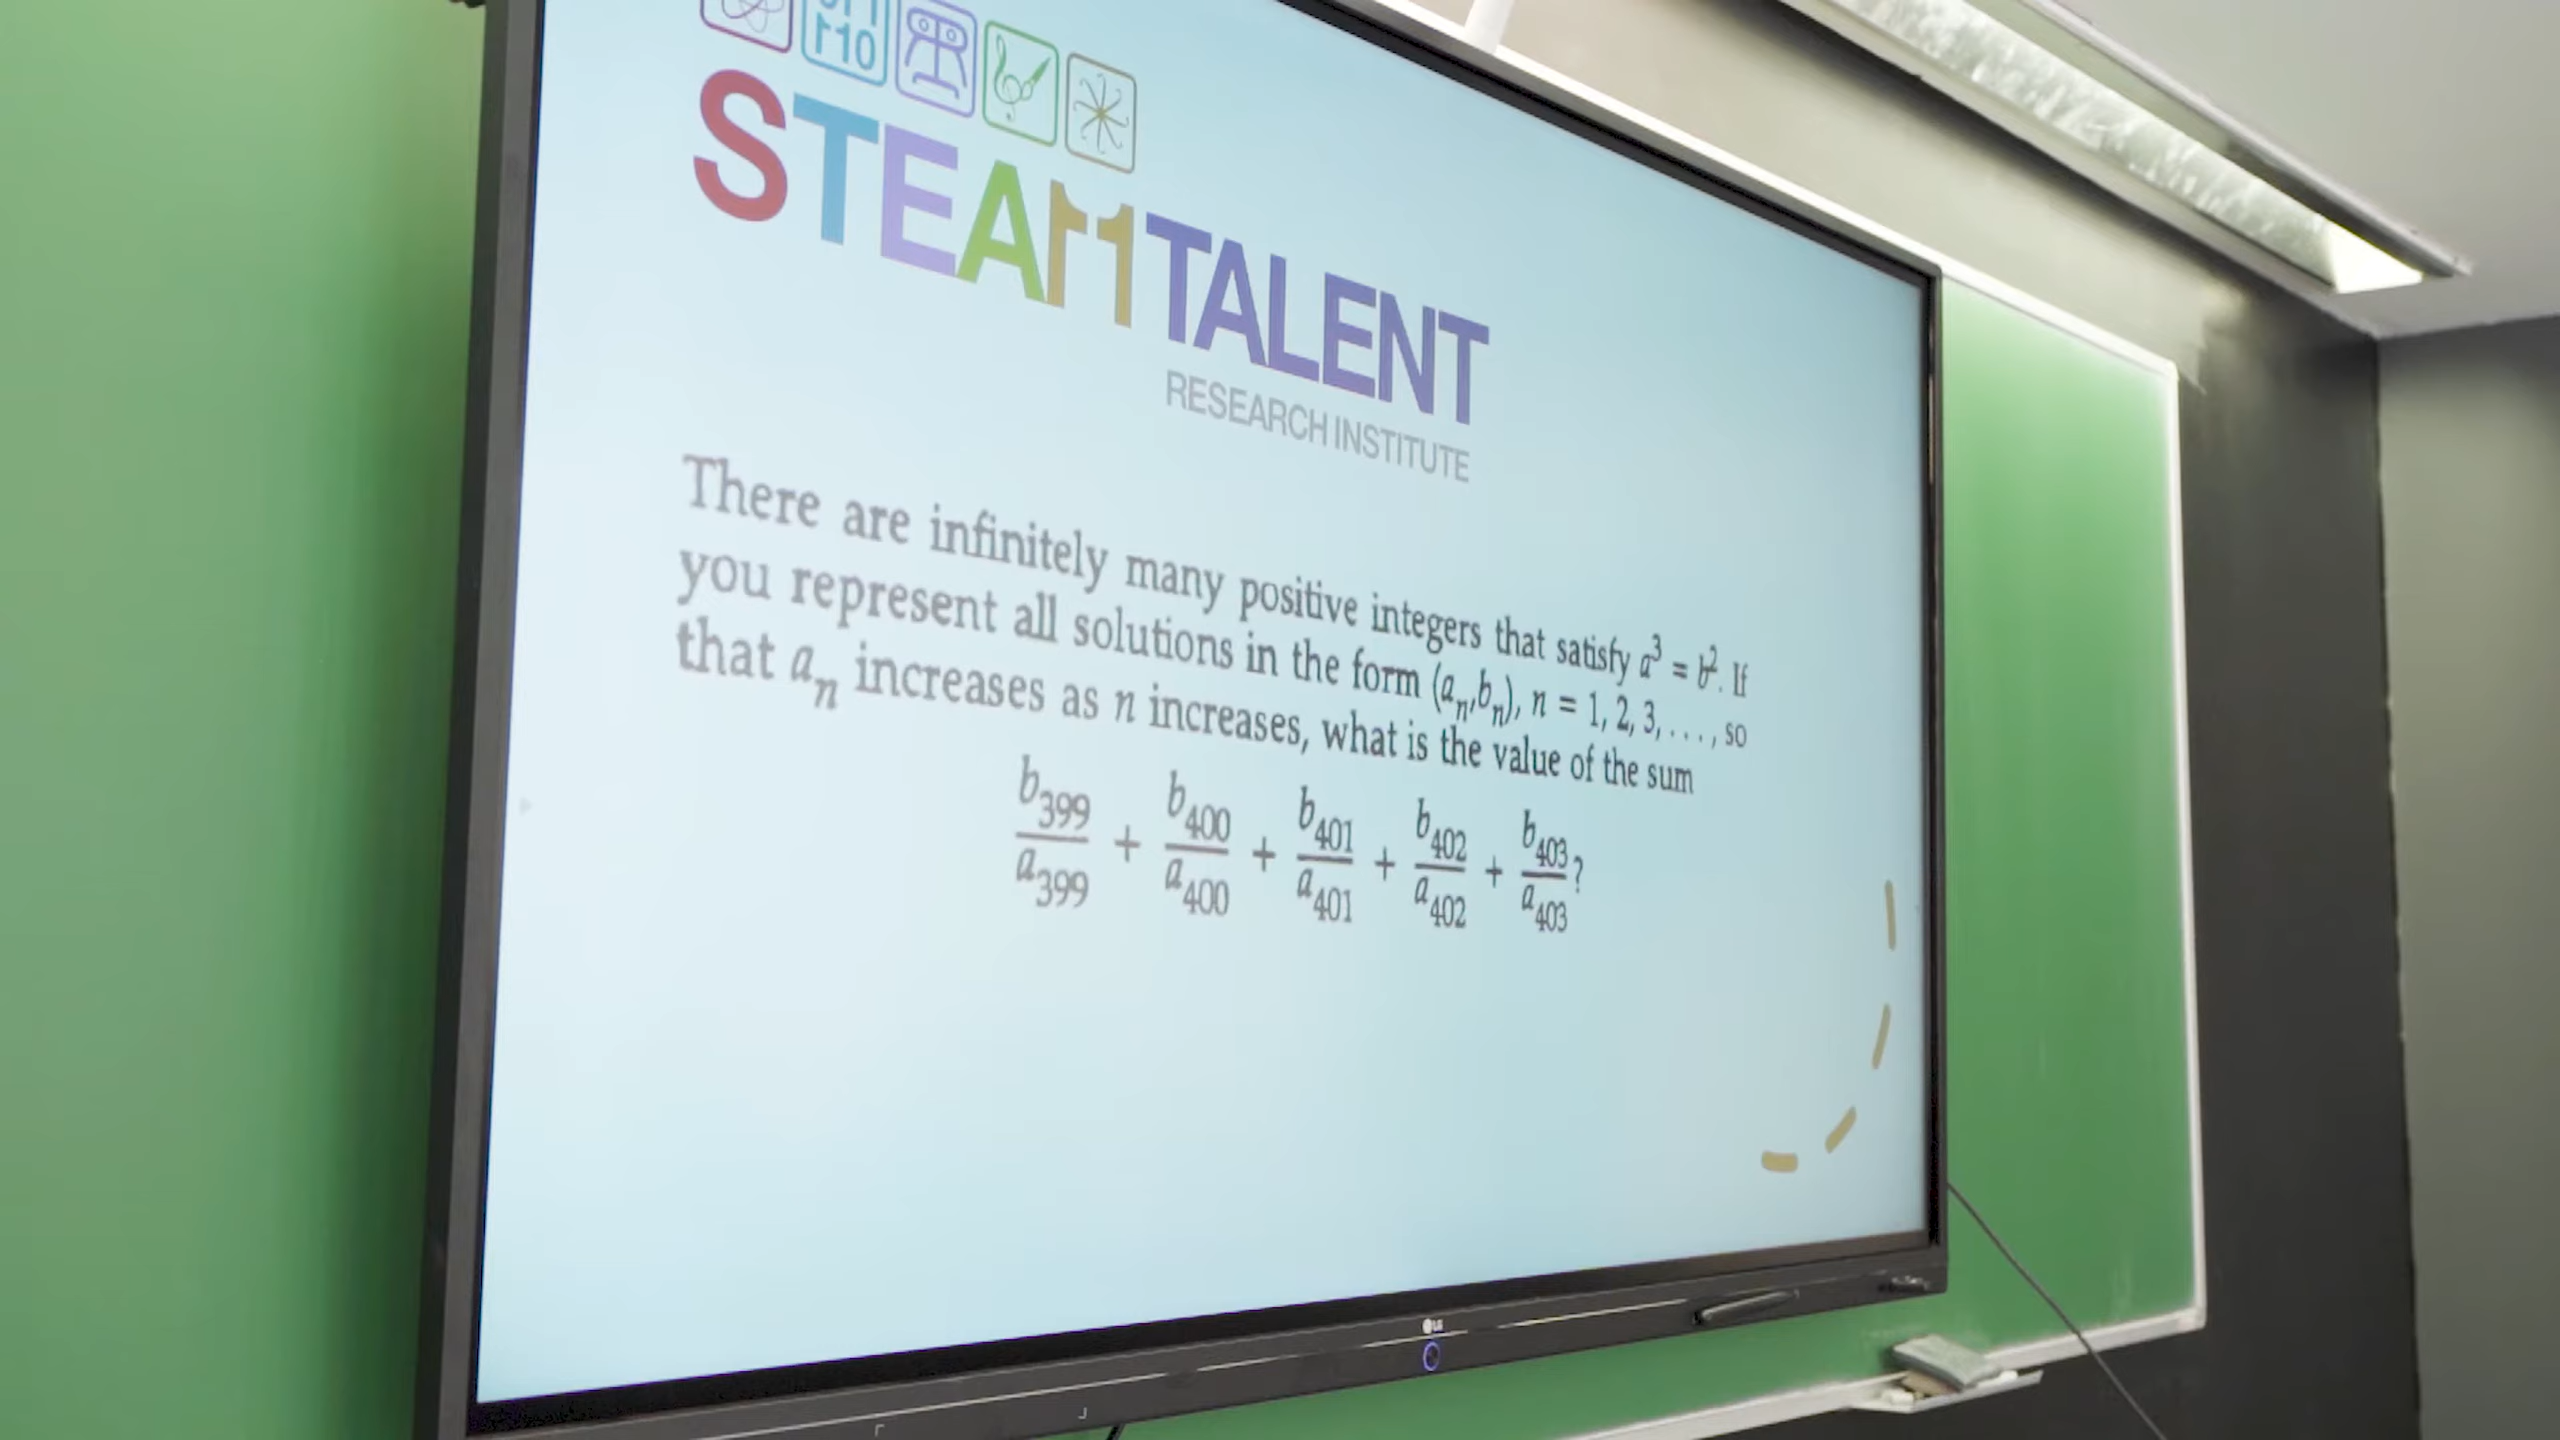 110
STEAM TALENT
RESEARCH INSTITUTE
There are infinitely many positive integers that satisfy a³ = b². If
you represent all solutions in the form (aₙ,bₙ), n = 1, 2, 3, . . . , so
that aₙ increases as n increases, what is the value of the sum
b₃₉₉/a₃₉₉ + b₄₀₀/a₄₀₀ + b₄₀₁/a₄₀₁ + b₄₀₂/a₄₀₂ + b₄₀₃/a₄₀₃?
LG